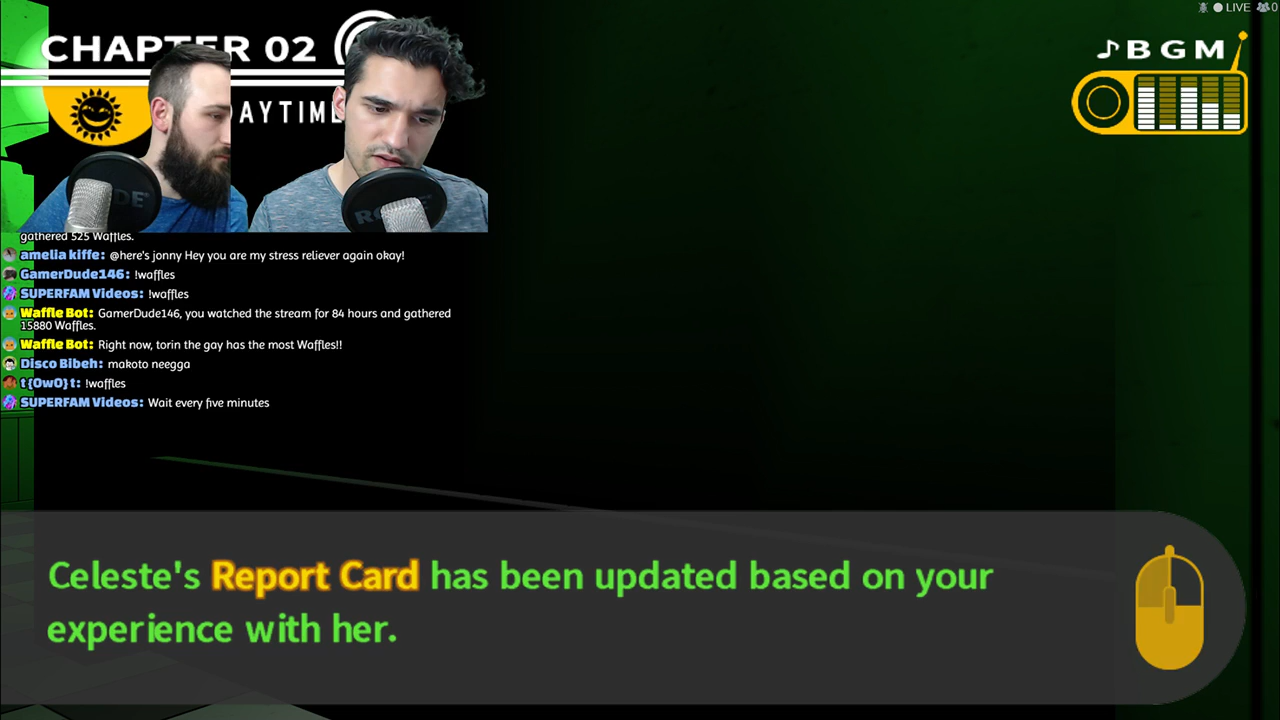 LIVE 0
CHAPTER 02
♪BGM
AYTIME
RODE
gathered 525 Waffles.
amelia kiffe: @here's jonny Hey you are my stress reliever again okay!
GamerDude146: !waffles
SUPERFAM Videos: !waffles
Waffle Bot: GamerDude146, you watched the stream for 84 hours and gathered
15880 Waffles.
Waffle Bot: Right now, torin the gay has the most Waffles!!
Disco Bibeh: makoto neegga
t {OwO} t: !waffles
SUPERFAM Videos: Wait every five minutes
Celeste's Report Card has been updated based on your
experience with her.